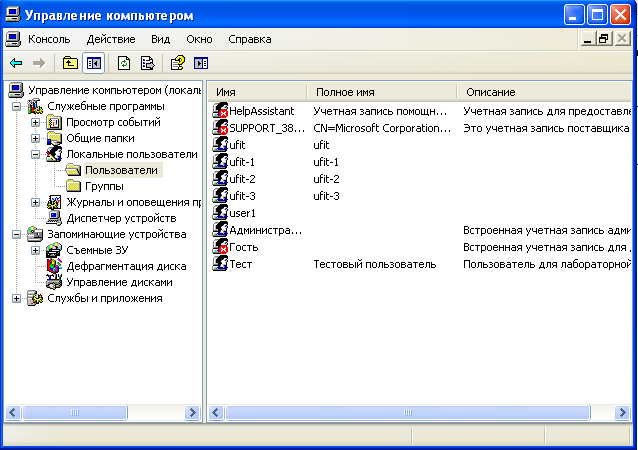 Управление компьютером
Консоль Действие Вид Окно Справка
Управление компьютером (локаль
Служебные программы
Просмотр событий
Общие папки
Локальные пользователи
Пользователи
Группы
Журналы и оповещения пр
Диспетчер устройств
Запоминающие устройства
Съемные ЗУ
Дефрагментация диска
Управление дисками
Службы и приложения
Имя Полное имя Описание
HelpAssistant Учетная запись помощн... Учетная запись для предоставле
SUPPORT_38... CN=Microsoft Corporation... Это учетная запись поставщика
ufit ufit
ufit-1 ufit-1
ufit-2 ufit-2
ufit-3 ufit-3
user1
Администра... Встроенная учетная запись адми
Гость Встроенная учетная запись для д
Тест Тестовый пользователь Пользователь для лабораторной